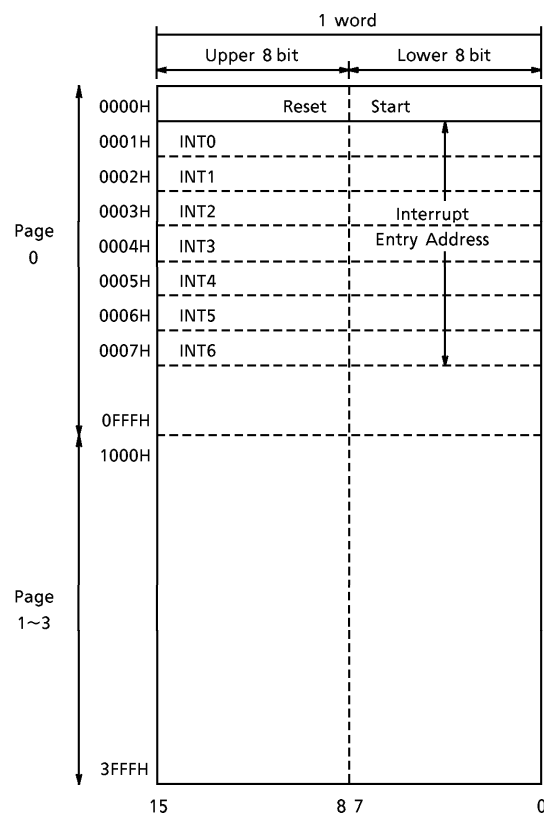 1 word
Upper 8 bit Lower 8 bit
0000H Reset Start
0001H INT0
0002H INT1
0003H INT2 Interrupt
Page
0
0004H INT3 Entry Address
0005H INT4
0006H INT5
0007H INT6
0FFFH
1000H
Page
1~3
3FFFH
15 8 7 0